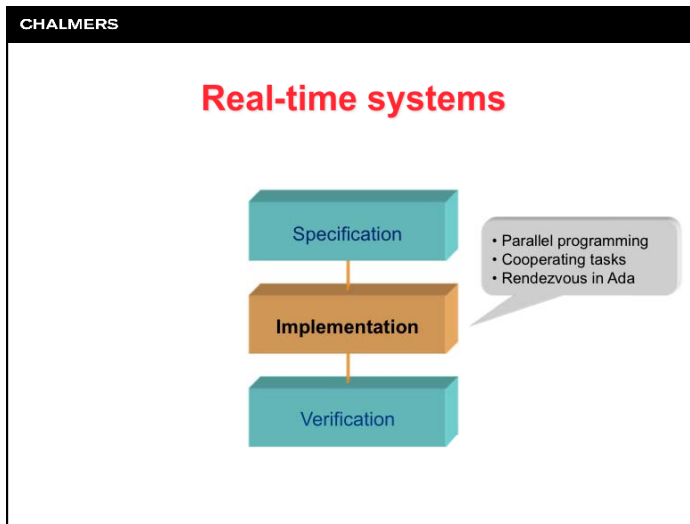 CHALMERS
Real-time systems
Specification
Implementation
Verification
• Parallel programming
• Cooperating tasks
• Rendezvous in Ada